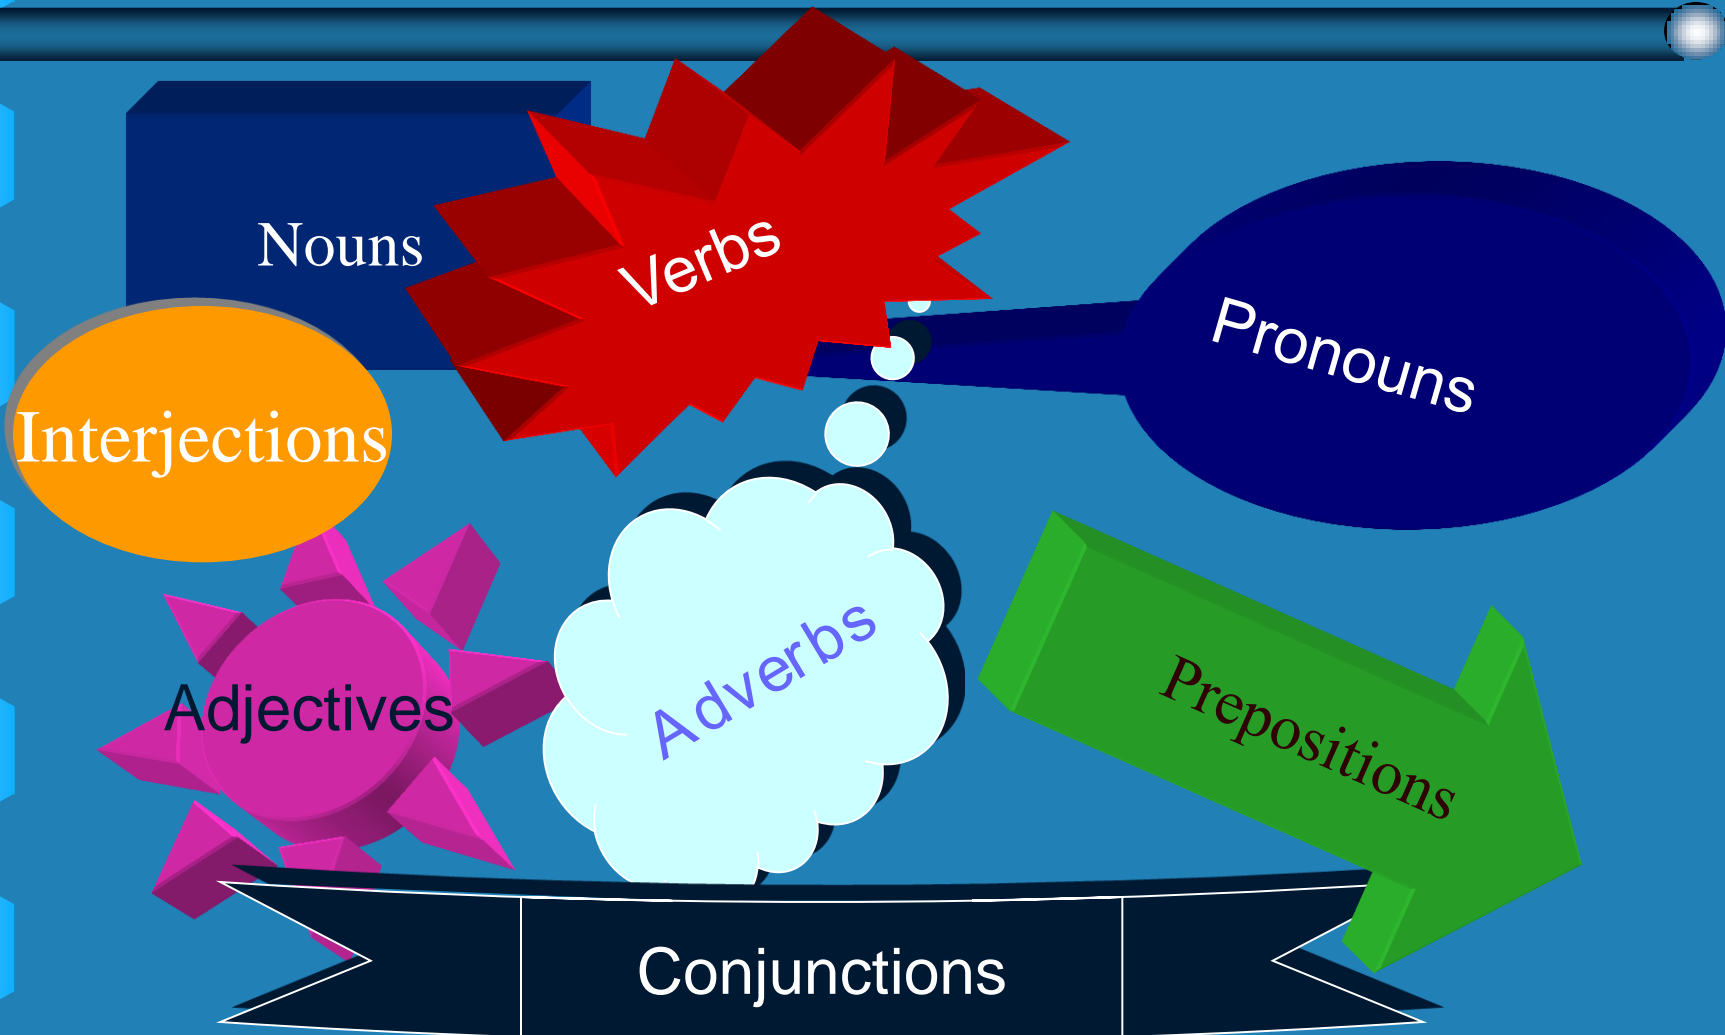 Nouns
Verbs
Pronouns
Interjections
Adjectives
Adverbs
Prepositions
Conjunctions